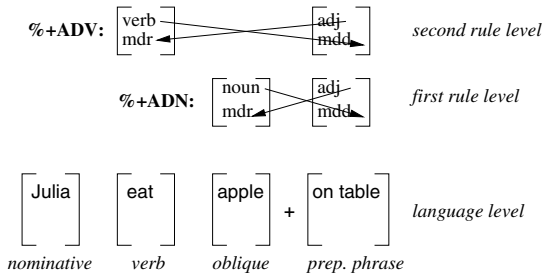 %+ADV: verb adj second rule level
mdr mdd
%+ADN: noun adj first rule level
mdr mdd
Julia eat apple + on table language level
nominative verb oblique prep. phrase